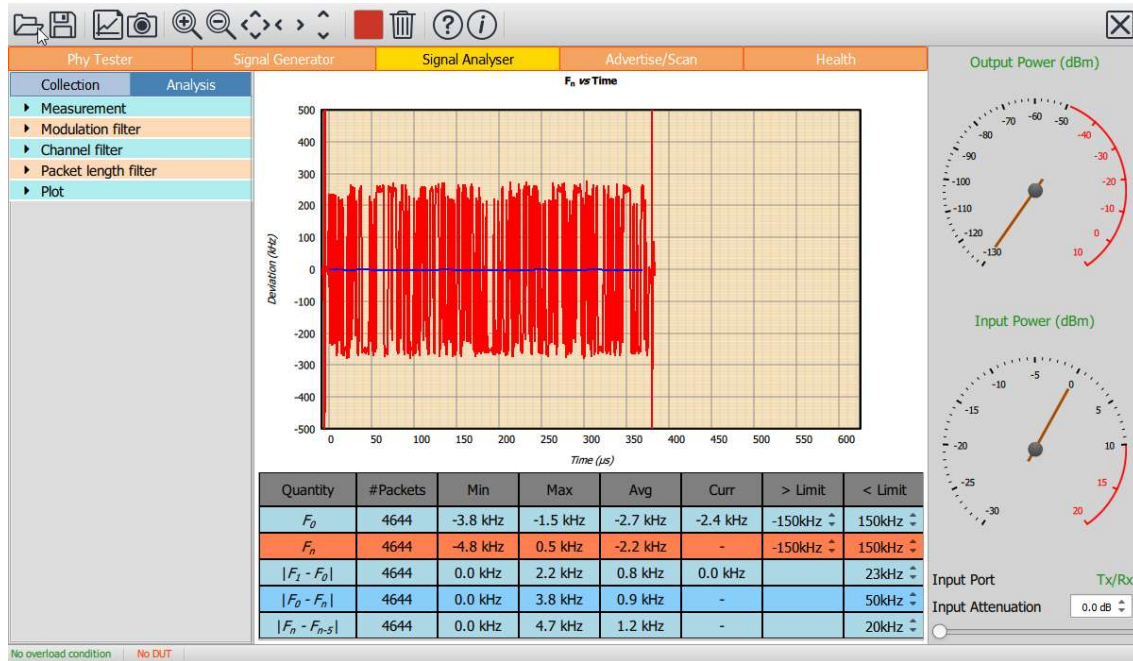 Phy Tester Signal Generator Signal Analyser Advertise/Scan Health
Collection Analysis
Measurement
Modulation filter
Channel filter
Packet length filter
Plot
Fn vs Time
500
400
300
200
100
0
-100
-200
-300
-400
-500
Deviation (kHz)
0 50 100 150 200 250 300 350 400 450 500 550 600
Time (µs)
Quantity #Packets Min Max Avg Curr > Limit < Limit
F0 4644 -3.8 kHz -1.5 kHz -2.7 kHz -2.4 kHz -150kHz 150kHz
Fn 4644 -4.8 kHz 0.5 kHz -2.2 kHz - -150kHz 150kHz
|F1 - F0| 4644 0.0 kHz 2.2 kHz 0.8 kHz 0.0 kHz 23kHz
|F0 - Fn| 4644 0.0 kHz 3.8 kHz 0.9 kHz - 50kHz
|Fn - Fn-5| 4644 0.0 kHz 4.7 kHz 1.2 kHz - 20kHz
Output Power (dBm)
-130 -120 -110 -100 -90 -80 -70 -60 -50 -40 -30 -20 -10 0 10
Input Power (dBm)
-30 -25 -20 -15 -10 -5 0 5 10 15 20
Input Port Tx/Rx
Input Attenuation 0.0 dB
No overload condition No DUT